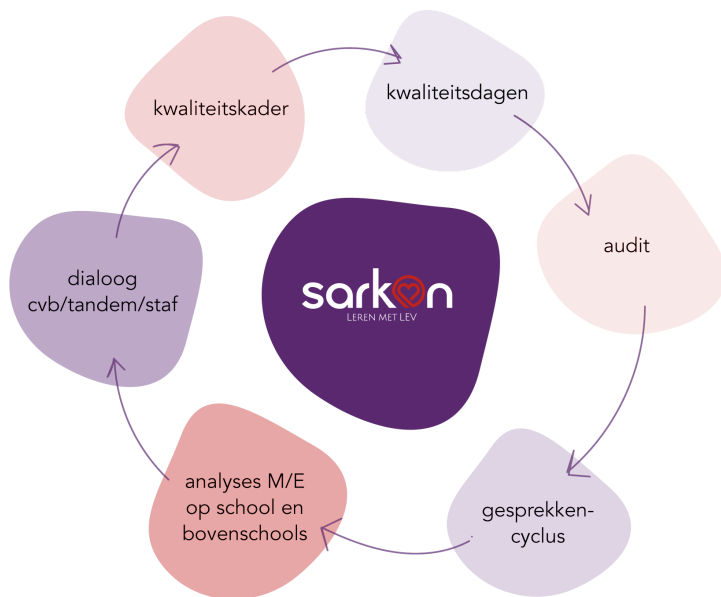 kwaliteitskader
kwaliteitsdagen
audit
gesprekken-
cyclus
analyses M/E
op school en
bovenschools
dialoog
cvb/tandem/staf
sarkon
LEREN MET LEV